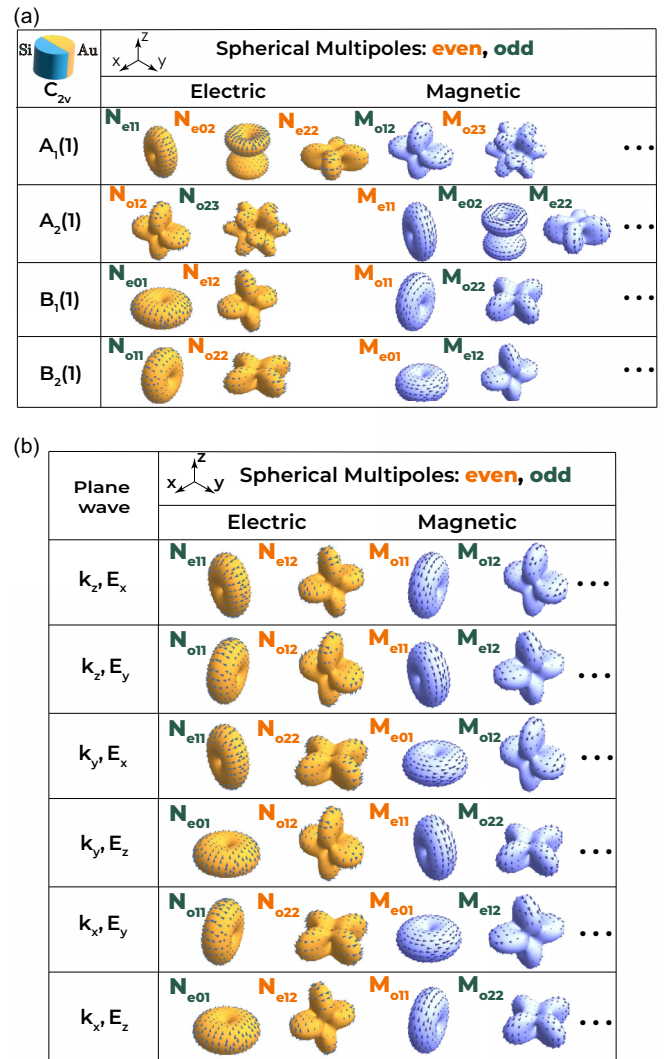 (a)
Si Au
C2v
z
x y
Spherical Multipoles: even, odd
Electric Magnetic
A1(1) Ne11 Ne02 Ne22 Mo12 Mo23 •••
A2(1) No12 No23 Me11 Me02 Me22 •••
B1(1) Ne01 Ne12 Mo11 Mo22 •••
B2(1) No11 No22 Me01 Me12 •••
(b)
Plane
wave
z
x y
Spherical Multipoles: even, odd
Electric Magnetic
kz, Ex Ne11 Ne12 Mo11 Mo12 •••
kz, Ey No11 No12 Me11 Me12 •••
ky, Ex Ne11 No22 Me01 Mo12 •••
ky, Ez Ne01 No12 Me11 Mo22 •••
kx, Ey No11 No22 Me01 Me12 •••
kx, Ez Ne01 Ne12 Mo11 Mo22 •••